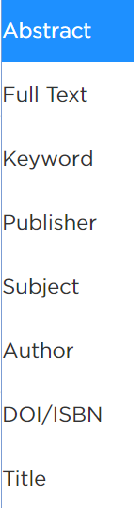 Abstract
Full Text
Keyword
Publisher
Subject
Author
DOI/ISBN
Title